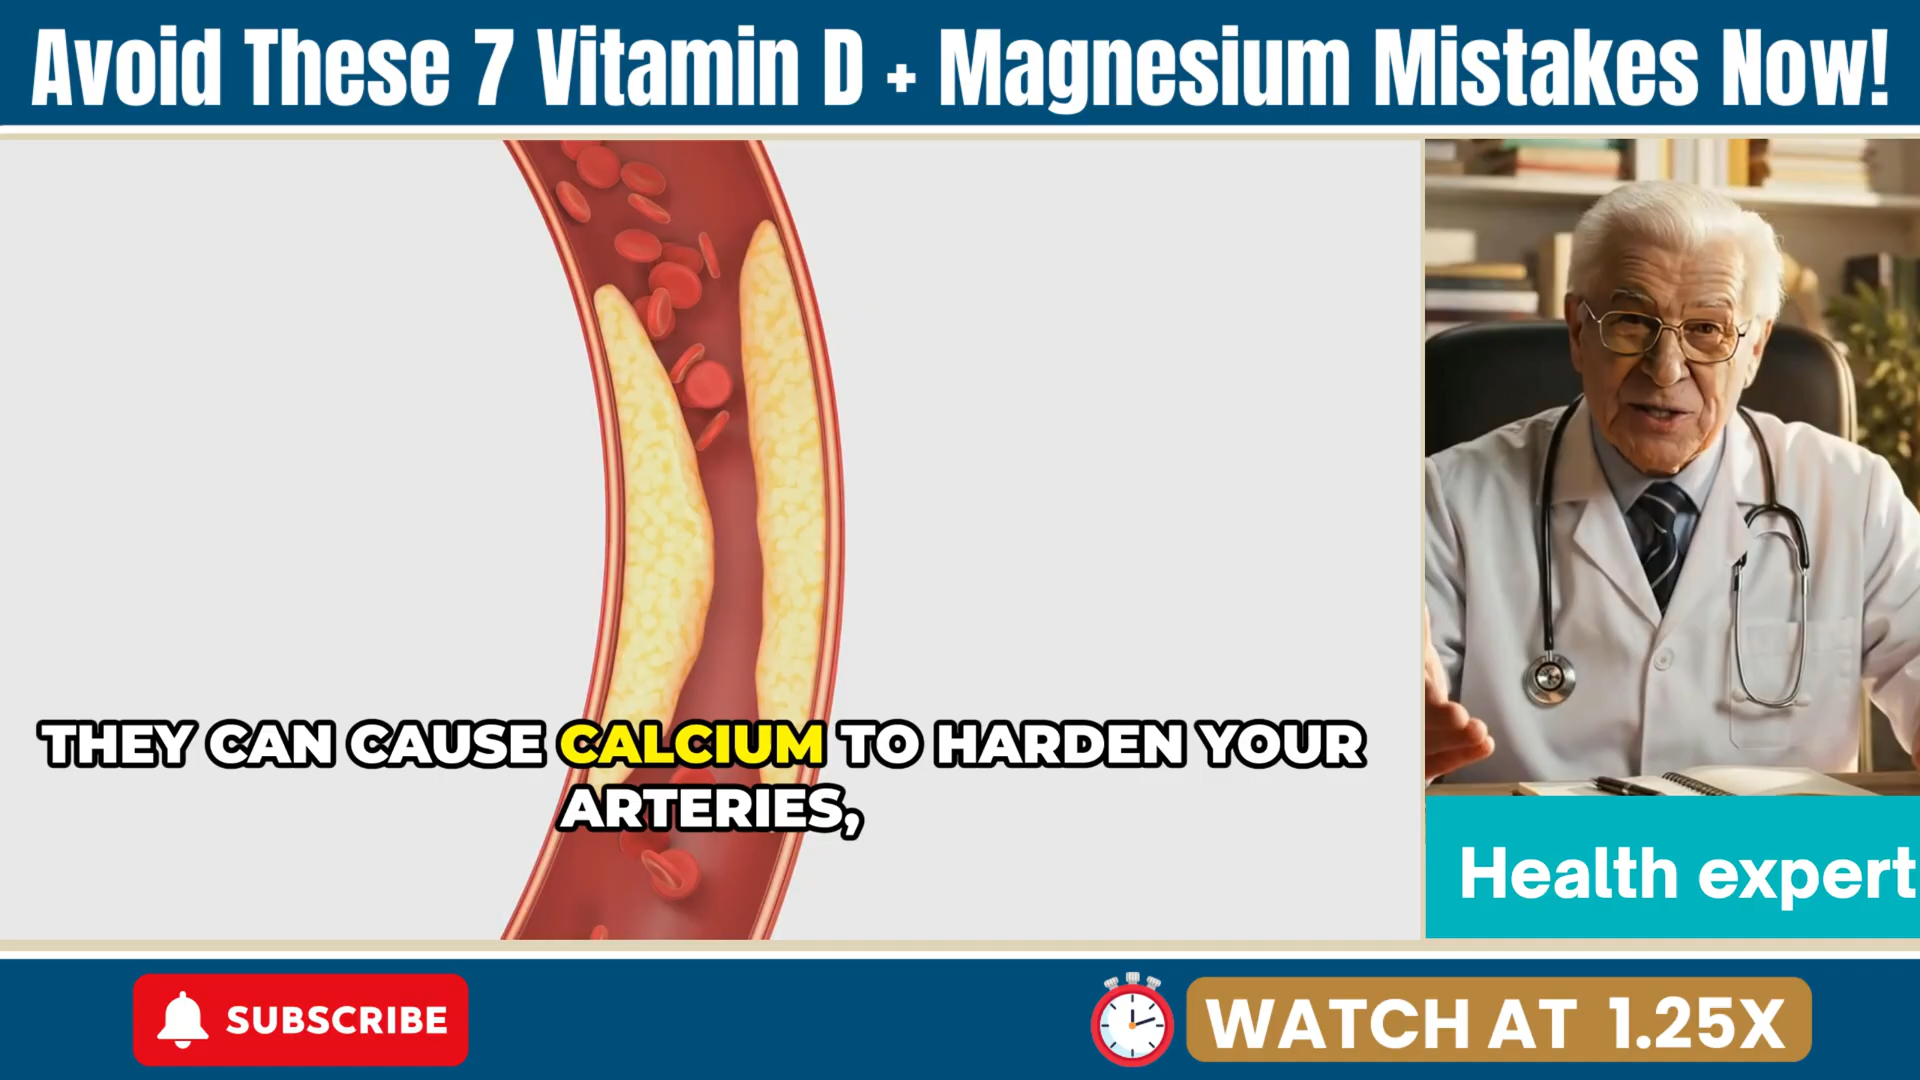 Avoid These 7 Vitamin D + Magnesium Mistakes Now!
THEY CAN CAUSE CALCIUM TO HARDEN YOUR
ARTERIES,
Health expert
SUBSCRIBE
WATCH AT 1.25X